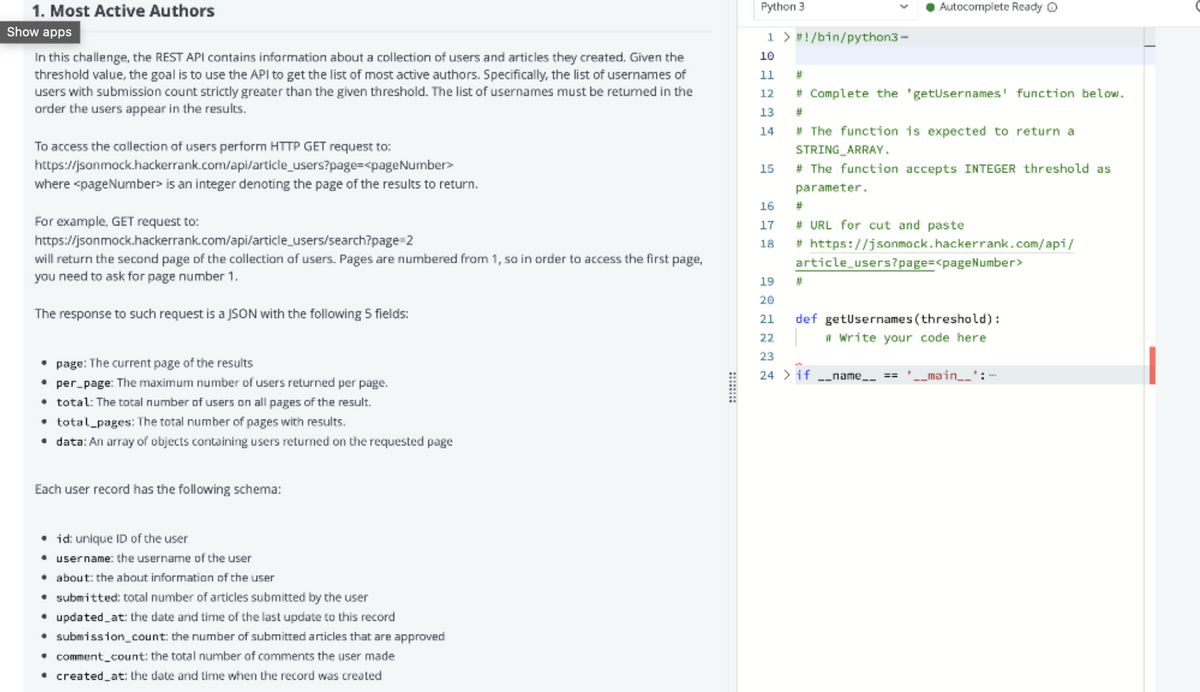 1. Most Active Authors
Show apps
In this challenge, the REST API contains information about a collection of users and articles they created. Given the
threshold value, the goal is to use the API to get the list of most active authors. Specifically, the list of usernames of
users with submission count strictly greater than the given threshold. The list of usernames must be returned in the
order the users appear in the results.
To access the collection of users perform HTTP GET request to:
https://jsonmock.hackerrank.com/api/article_users?page=<pageNumber>
where <pageNumber> is an integer denoting the page of the results to return.
For example, GET request to:
https://jsonmock.hackerrank.com/api/article_users/search?page=2
will return the second page of the collection of users. Pages are numbered from 1, so in order to access the first page,
you need to ask for page number 1.
The response to such request is a JSON with the following 5 fields:
• page: The current page of the results
• per_page: The maximum number of users returned per page.
• total: The total number of users on all pages of the result.
• total_pages: The total number of pages with results.
• data: An array of objects containing users returned on the requested page
Each user record has the following schema:
• id: unique ID of the user
• username: the username of the user
• about: the about information of the user
• submitted: total number of articles submitted by the user
• updated_at: the date and time of the last update to this record
• submission_count: the number of submitted articles that are approved
• comment_count: the total number of comments the user made
• created_at: the date and time when the record was created
Python 3
Autocomplete Ready
1 > #!/bin/python3
10
11 #
12 # Complete the 'getUsernames' function below.
13 #
14 # The function is expected to return a
STRING_ARRAY.
15 # The function accepts INTEGER threshold as
parameter.
16 #
17 # URL for cut and paste
18 # https://jsonmock.hackerrank.com/api/
article_users?page=<pageNumber>
19 #
20
21 def getUsernames(threshold):
22 # Write your code here
23
24 > if __name__ == '__main__':